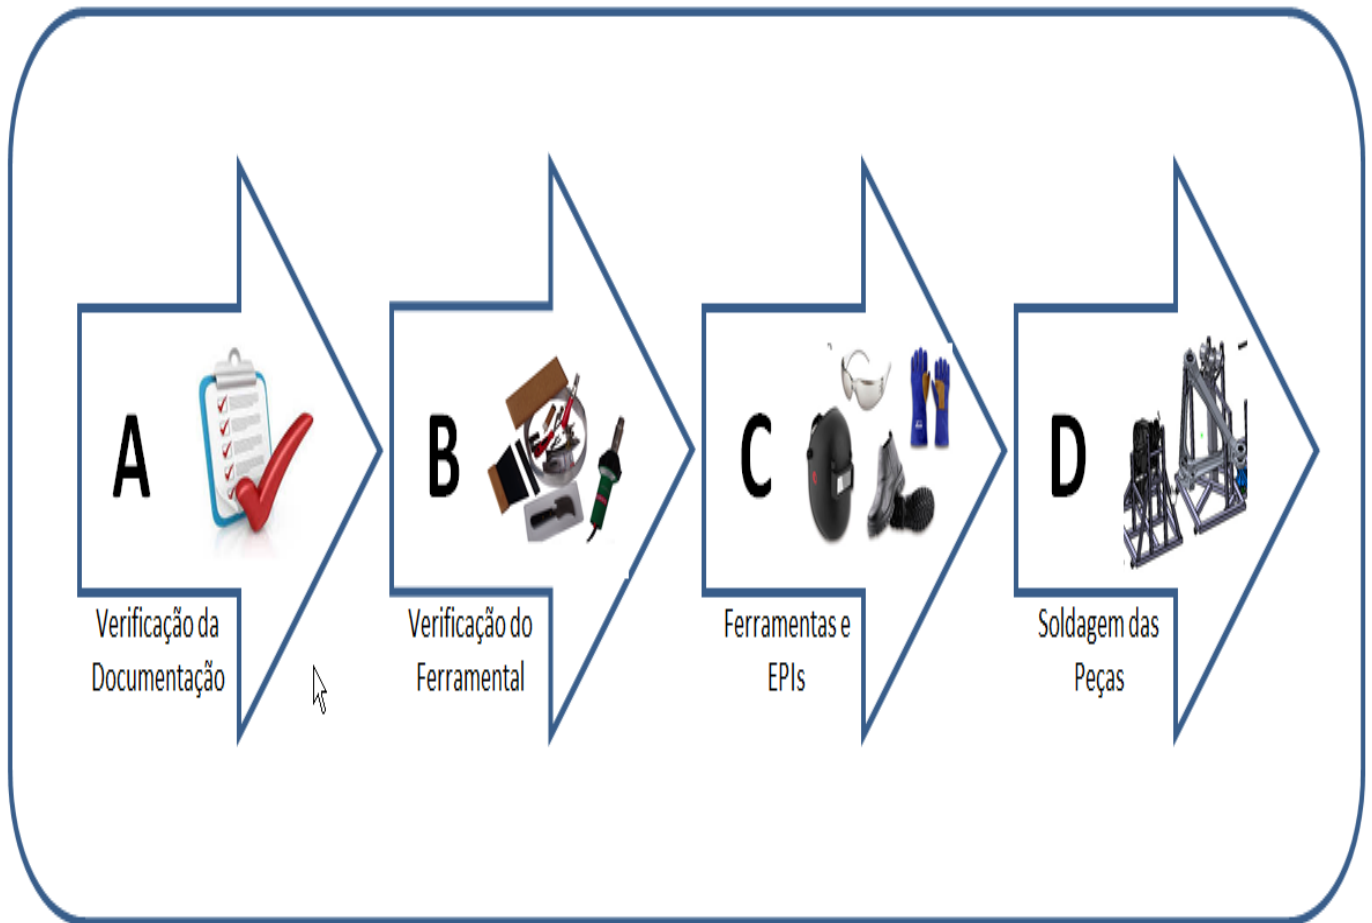 A
Verificação da
Documentação
B
Verificação do
Ferramental
C
Ferramentas e
EPIs
D
Soldagem das
Peças